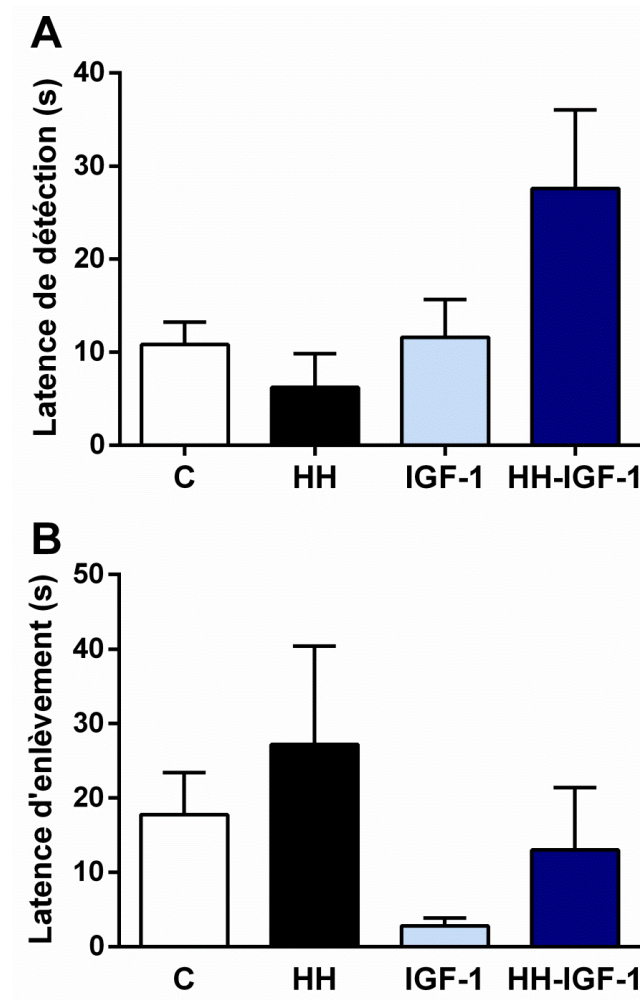 A
Latence de détéction (s)
40
30
20
10
0
C HH IGF-1 HH-IGF-1
B
Latence d'enlèvement (s)
50
40
30
20
10
0
C HH IGF-1 HH-IGF-1